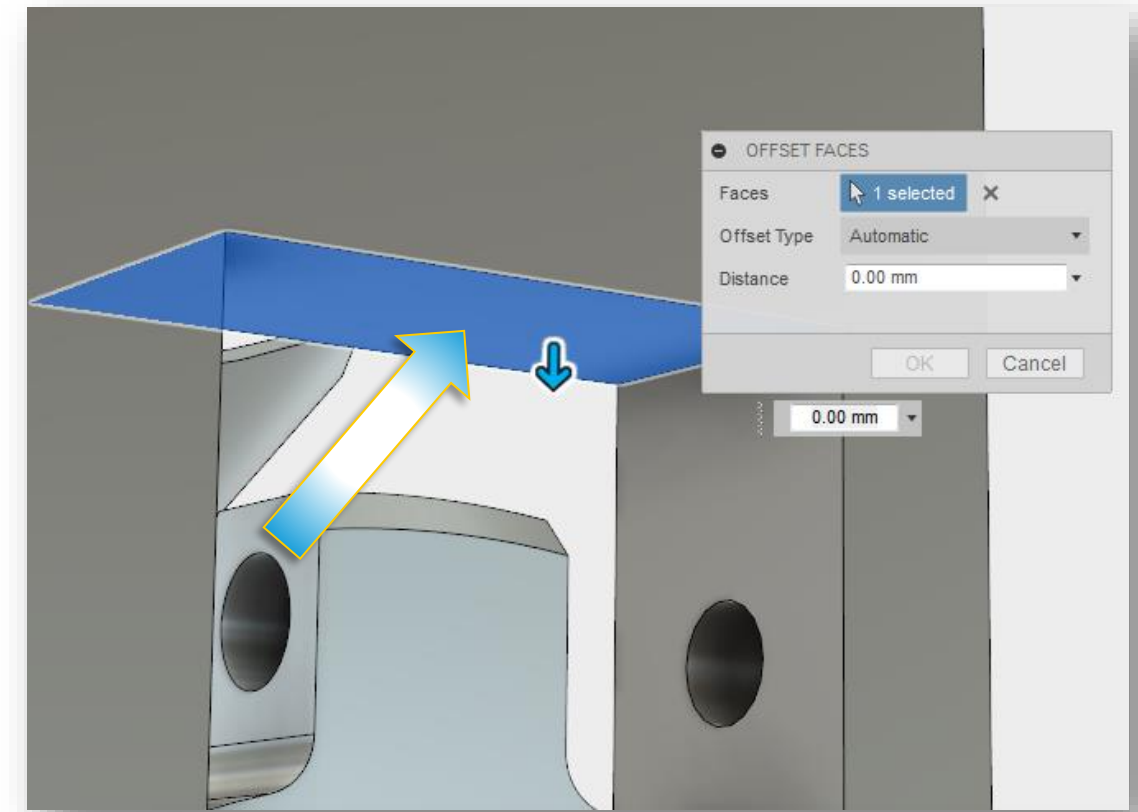 OFFSET FACES
Faces 1 selected
Offset Type Automatic
Distance 0.00 mm
OK Cancel
0.00 mm